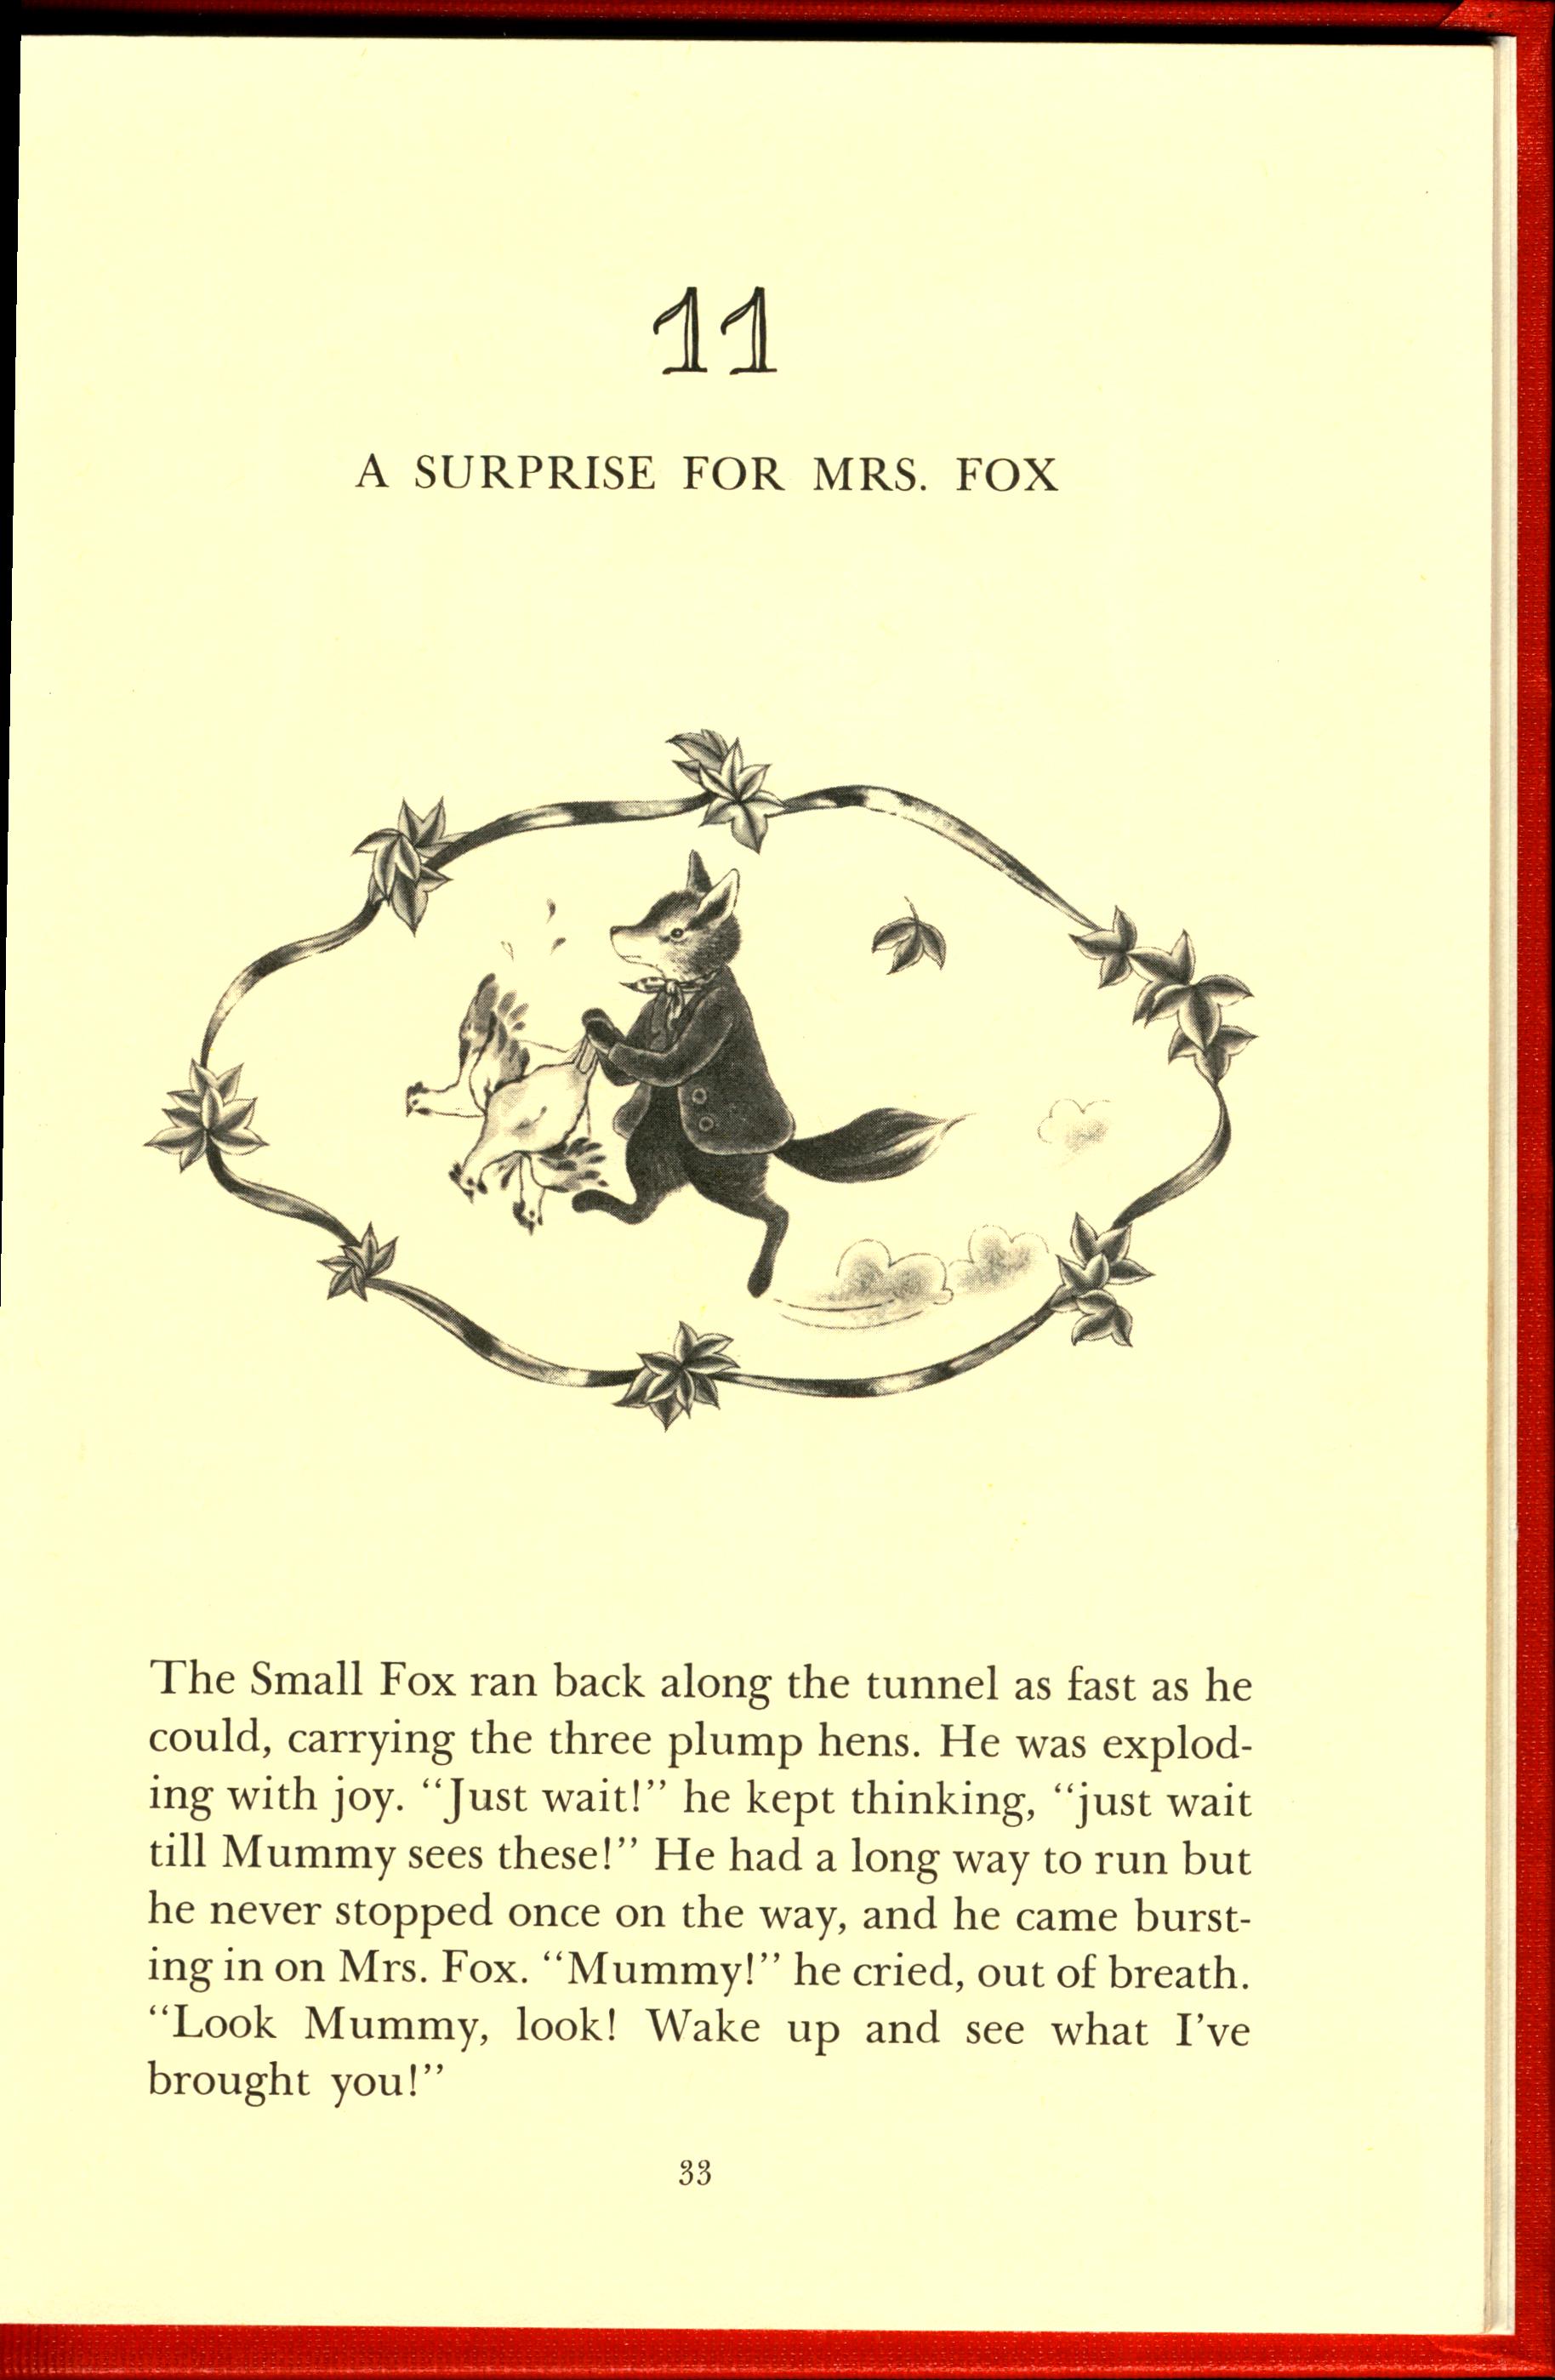 11
A SURPRISE FOR MRS. FOX
The Small Fox ran back along the tunnel as fast as he
could, carrying the three plump hens. He was explod-
ing with joy. “Just wait!” he kept thinking, “just wait
till Mummy sees these!” He had a long way to run but
he never stopped once on the way, and he came burst-
ing in on Mrs. Fox. “Mummy!” he cried, out of breath.
“Look Mummy, look! Wake up and see what I’ve
brought you!”
33